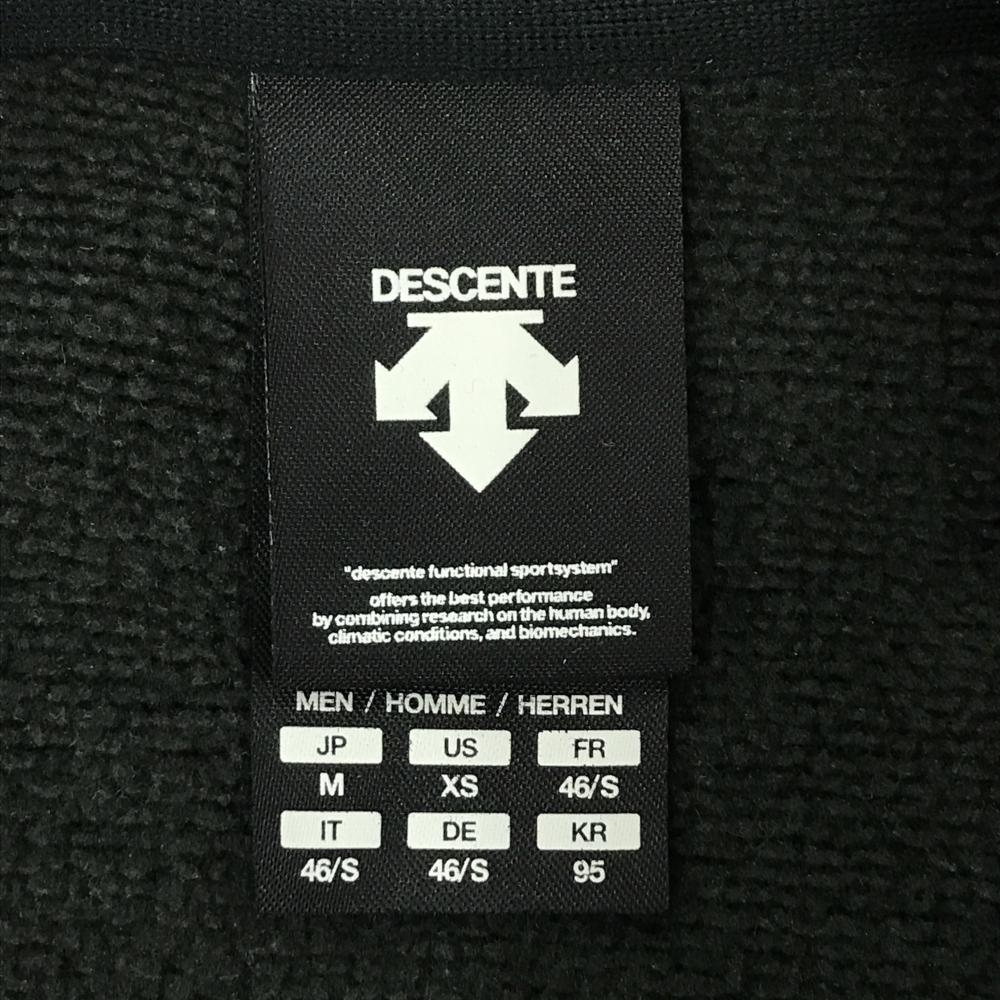 DESCENTE
"descente functional sportsystem"
offers the best performance
by combining research on the human body,
climatic conditions, and biomechanics.
MEN / HOMME / HERREN
JP US FR
M XS 46/S
IT DE KR
46/S 46/S 95